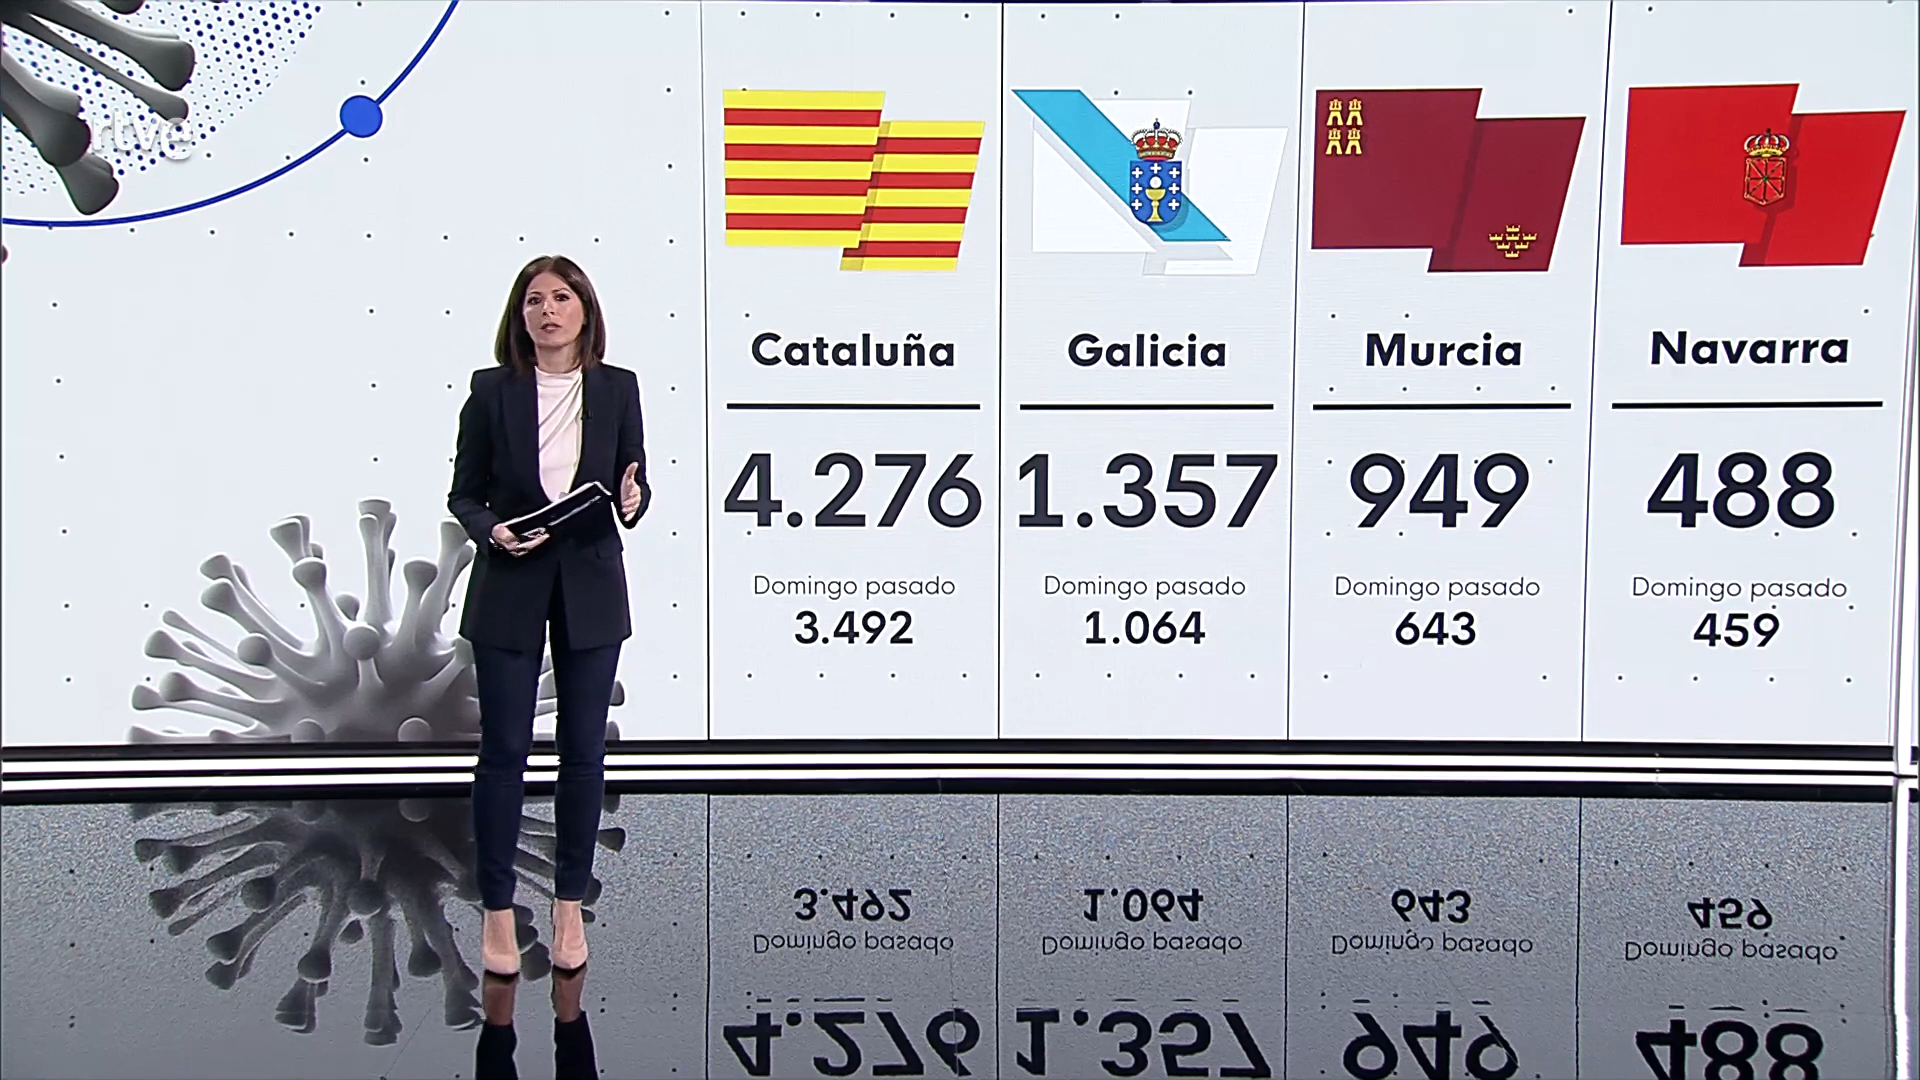 rtve
Cataluña
4.276
Domingo pasado
3.492
Galicia
1.357
Domingo pasado
1.064
Murcia
949
Domingo pasado
643
Navarra
488
Domingo pasado
459